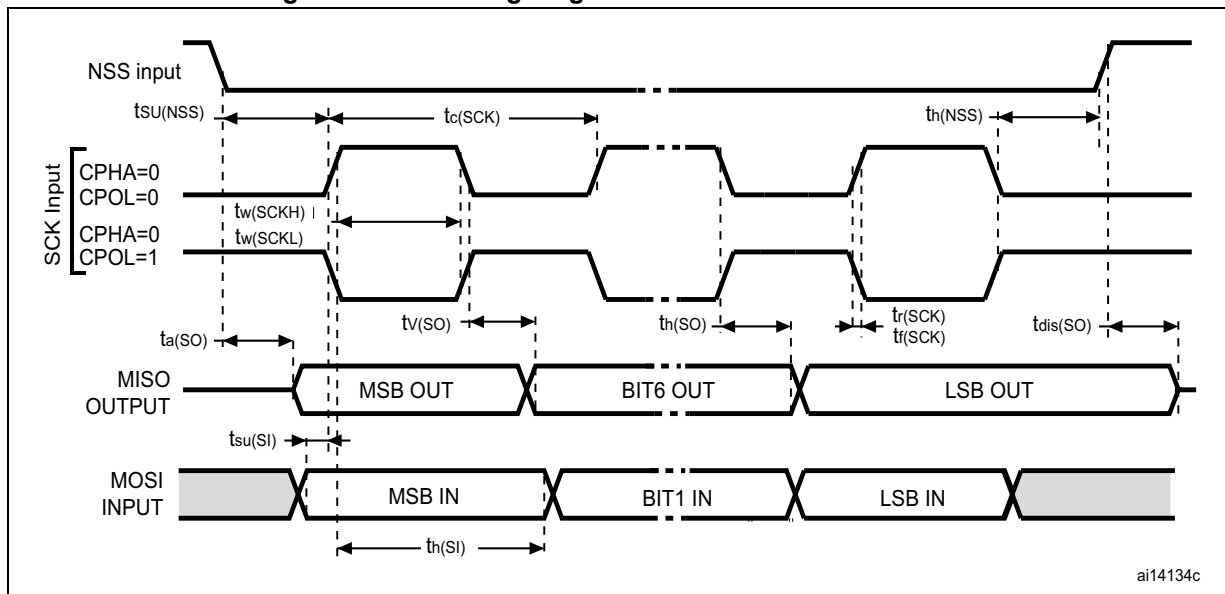 NSS input
tSU(NSS)
tc(SCK)
th(NSS)
SCK Input
CPHA=0
CPOL=0
tw(SCKH)
tw(SCKL)
CPHA=0
CPOL=1
ta(SO)
tV(SO)
th(SO)
tr(SCK)
tf(SCK)
tdis(SO)
MISO
OUTPUT
MSB OUT
BIT6 OUT
LSB OUT
tsu(SI)
MOSI
INPUT
MSB IN
BIT1 IN
LSB IN
th(SI)
ai14134c